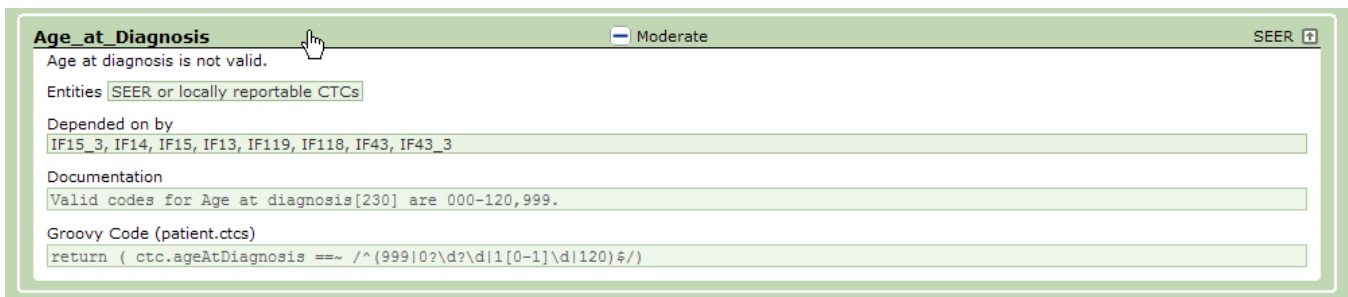 Age_at_Diagnosis Moderate SEER
Age at diagnosis is not valid.
Entities SEER or locally reportable CTCs
Depended on by
IF15_3, IF14, IF15, IF13, IF119, IF118, IF43, IF43_3
Documentation
Valid codes for Age at diagnosis[230] are 000-120,999.
Groovy Code (patient.ctcs)
return ( ctc.ageAtDiagnosis ==~ /^(999|0?\d?\d|1[0-1]\d|120)$/)